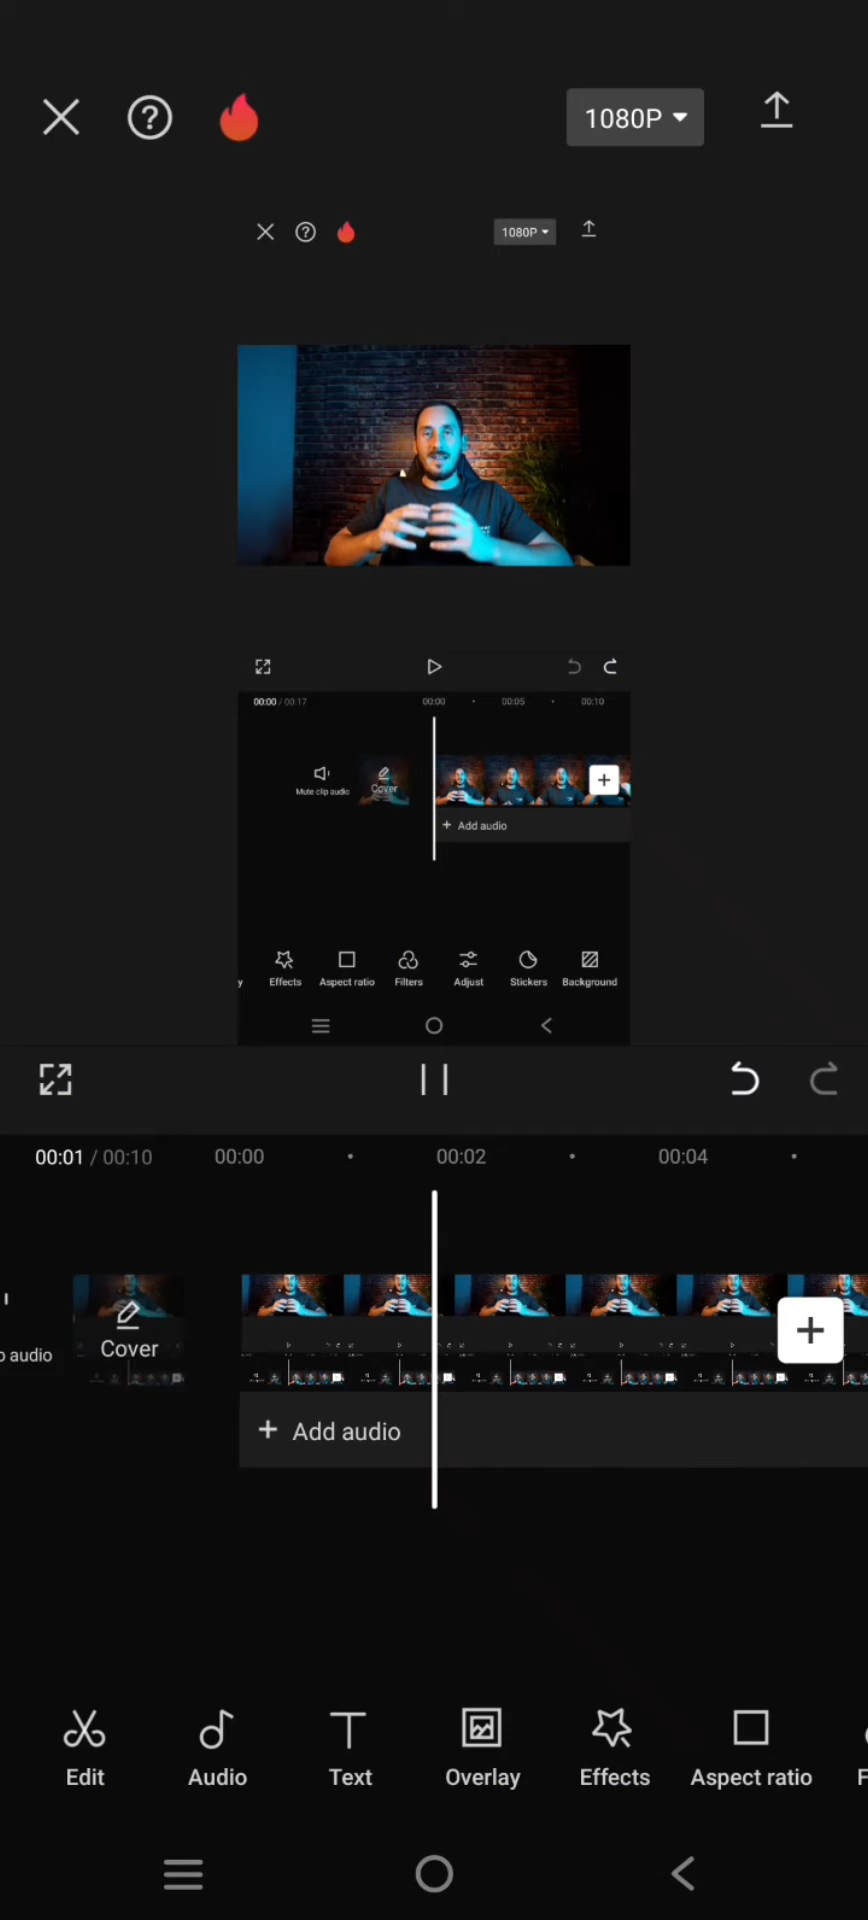 1080P
1080P
00:00 / 00:17 00:00 00:05 00:10
Mute clip audio Cover
+ Add audio
y Effects Aspect ratio Filters Adjust Stickers Background
00:01 / 00:10 00:00 00:02 00:04
Cover
o audio
+ Add audio
Edit Audio Text Overlay Effects Aspect ratio F